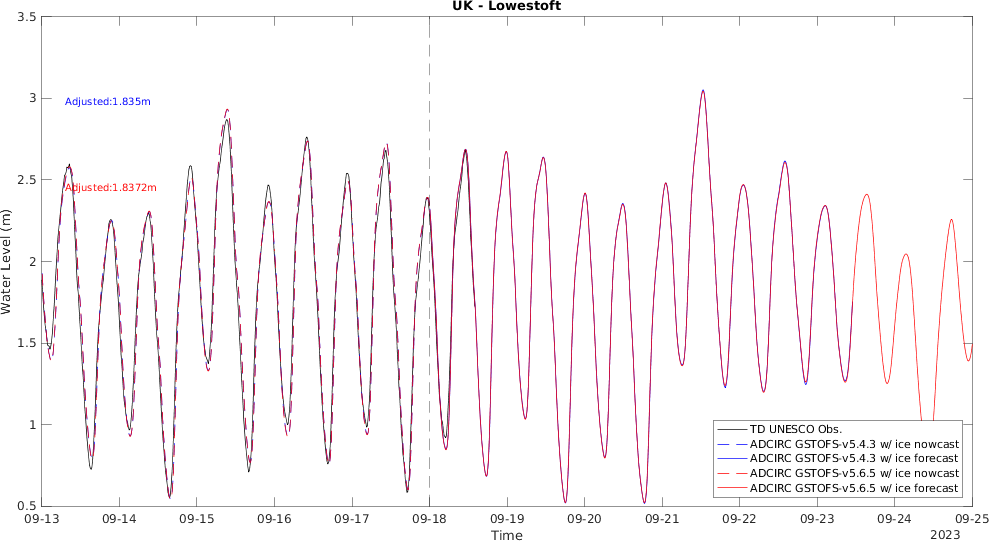 UK - Lowestoft
3.5
3
2.5
2
1.5
1
0.5
Water Level (m)
Adjusted:1.835m
Adjusted:1.8372m
TD UNESCO Obs.
ADCIRC GSTOFS-v5.4.3 w/ ice nowcast
ADCIRC GSTOFS-v5.4.3 w/ ice forecast
ADCIRC GSTOFS-v5.6.5 w/ ice nowcast
ADCIRC GSTOFS-v5.6.5 w/ ice forecast
09-13 09-14 09-15 09-16 09-17 09-18 09-19 09-20 09-21 09-22 09-23 09-24 09-25
Time
2023